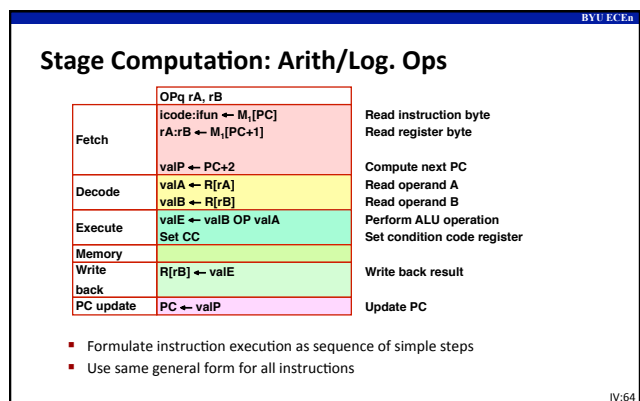 BYU ECEn
Stage Computation: Arith/Log. Ops
OPq rA, rB
Fetch
icode:ifun ← M₁[PC] Read instruction byte
rA:rB ← M₁[PC+1] Read register byte
valP ← PC+2 Compute next PC
Decode
valA ← R[rA] Read operand A
valB ← R[rB] Read operand B
Execute
valE ← valB OP valA Perform ALU operation
Set CC Set condition code register
Memory
Write
back
R[rB] ← valE Write back result
PC update PC ← valP Update PC
▪ Formulate instruction execution as sequence of simple steps
▪ Use same general form for all instructions
IV:64